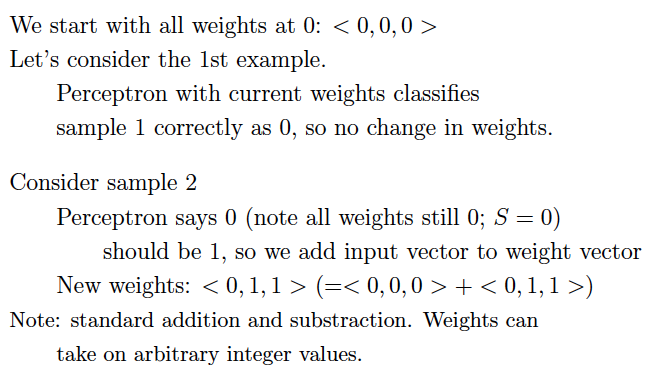 We start with all weights at 0: < 0, 0, 0 >
Let's consider the 1st example.
Perceptron with current weights classifies
sample 1 correctly as 0, so no change in weights.
Consider sample 2
Perceptron says 0 (note all weights still 0; S = 0)
should be 1, so we add input vector to weight vector
New weights: < 0, 1, 1 > (=< 0, 0, 0 > + < 0, 1, 1 >)
Note: standard addition and substraction. Weights can
take on arbitrary integer values.